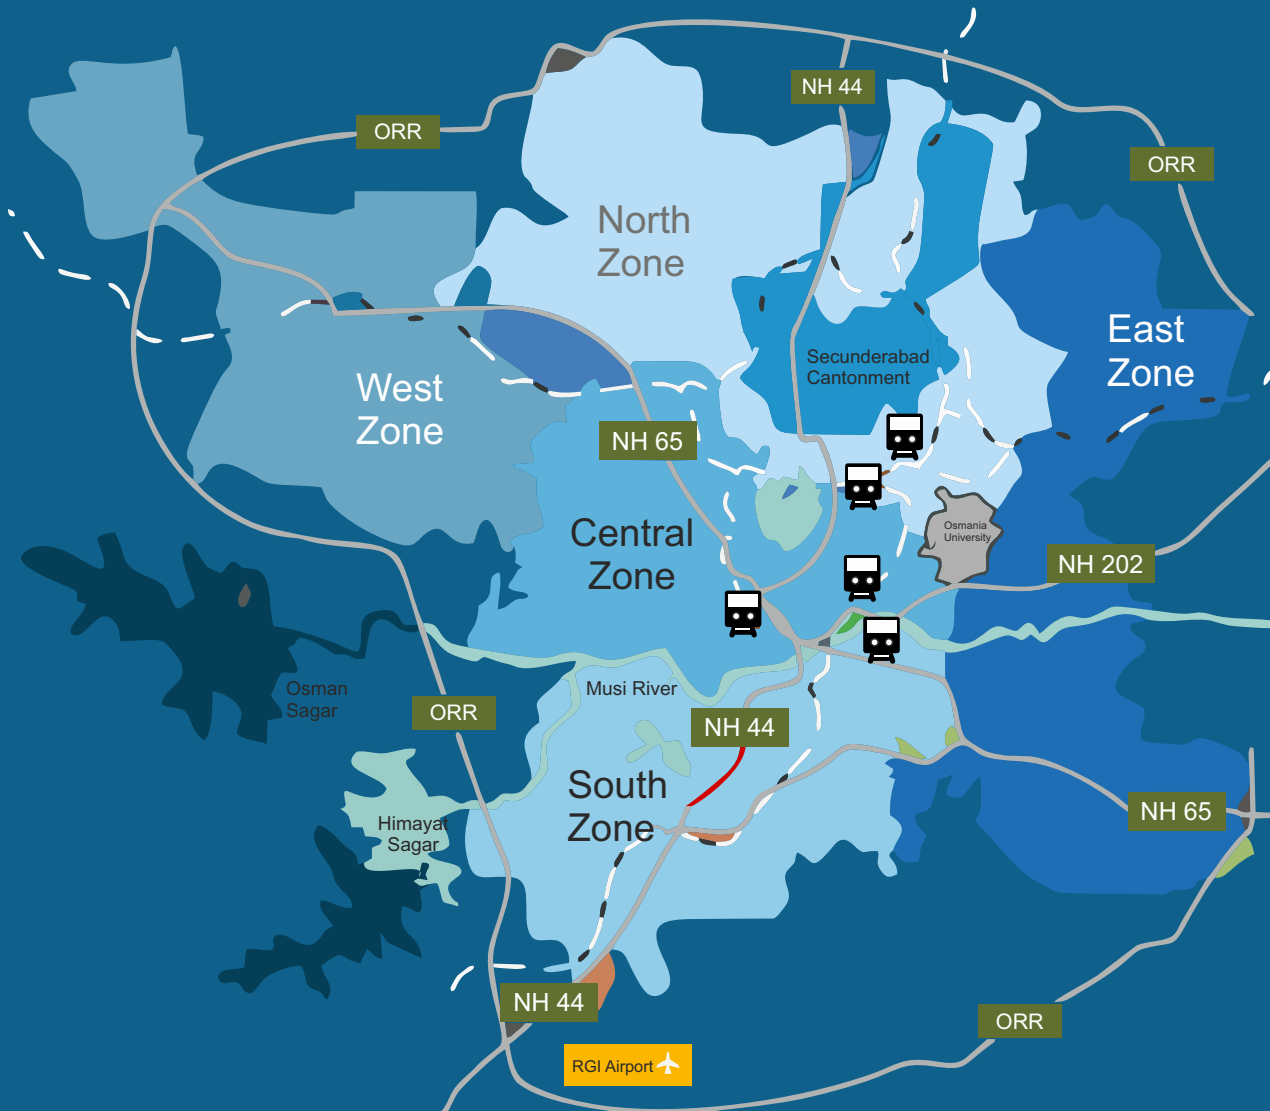 NH 44
ORR
ORR
North
Zone
East
Zone
Secunderabad
Cantonment
West
Zone
NH 65
Central
Zone
Osmania
University
NH 202
Osman
Sagar
Musi River
ORR
NH 44
South
Zone
Himayat
Sagar
NH 65
NH 44
ORR
RGI Airport